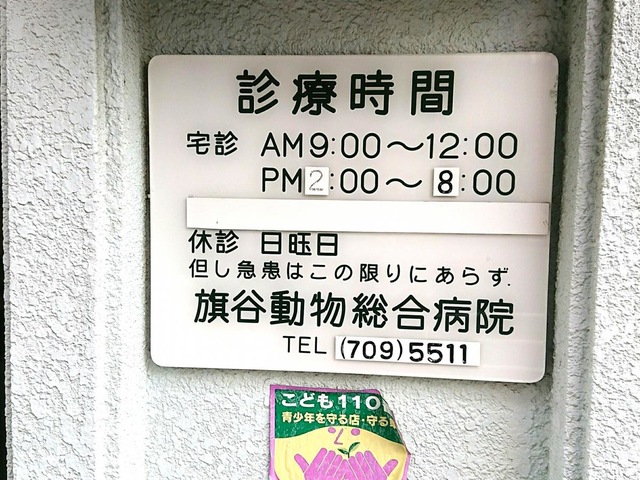 診療時間
宅診 AM9:00～12:00
PM2:00～8:00
休診 日曜日
但し急患はこの限りにあらず.
旗谷動物総合病院
TEL (709)5511
こども110
青少年を守る店・守る